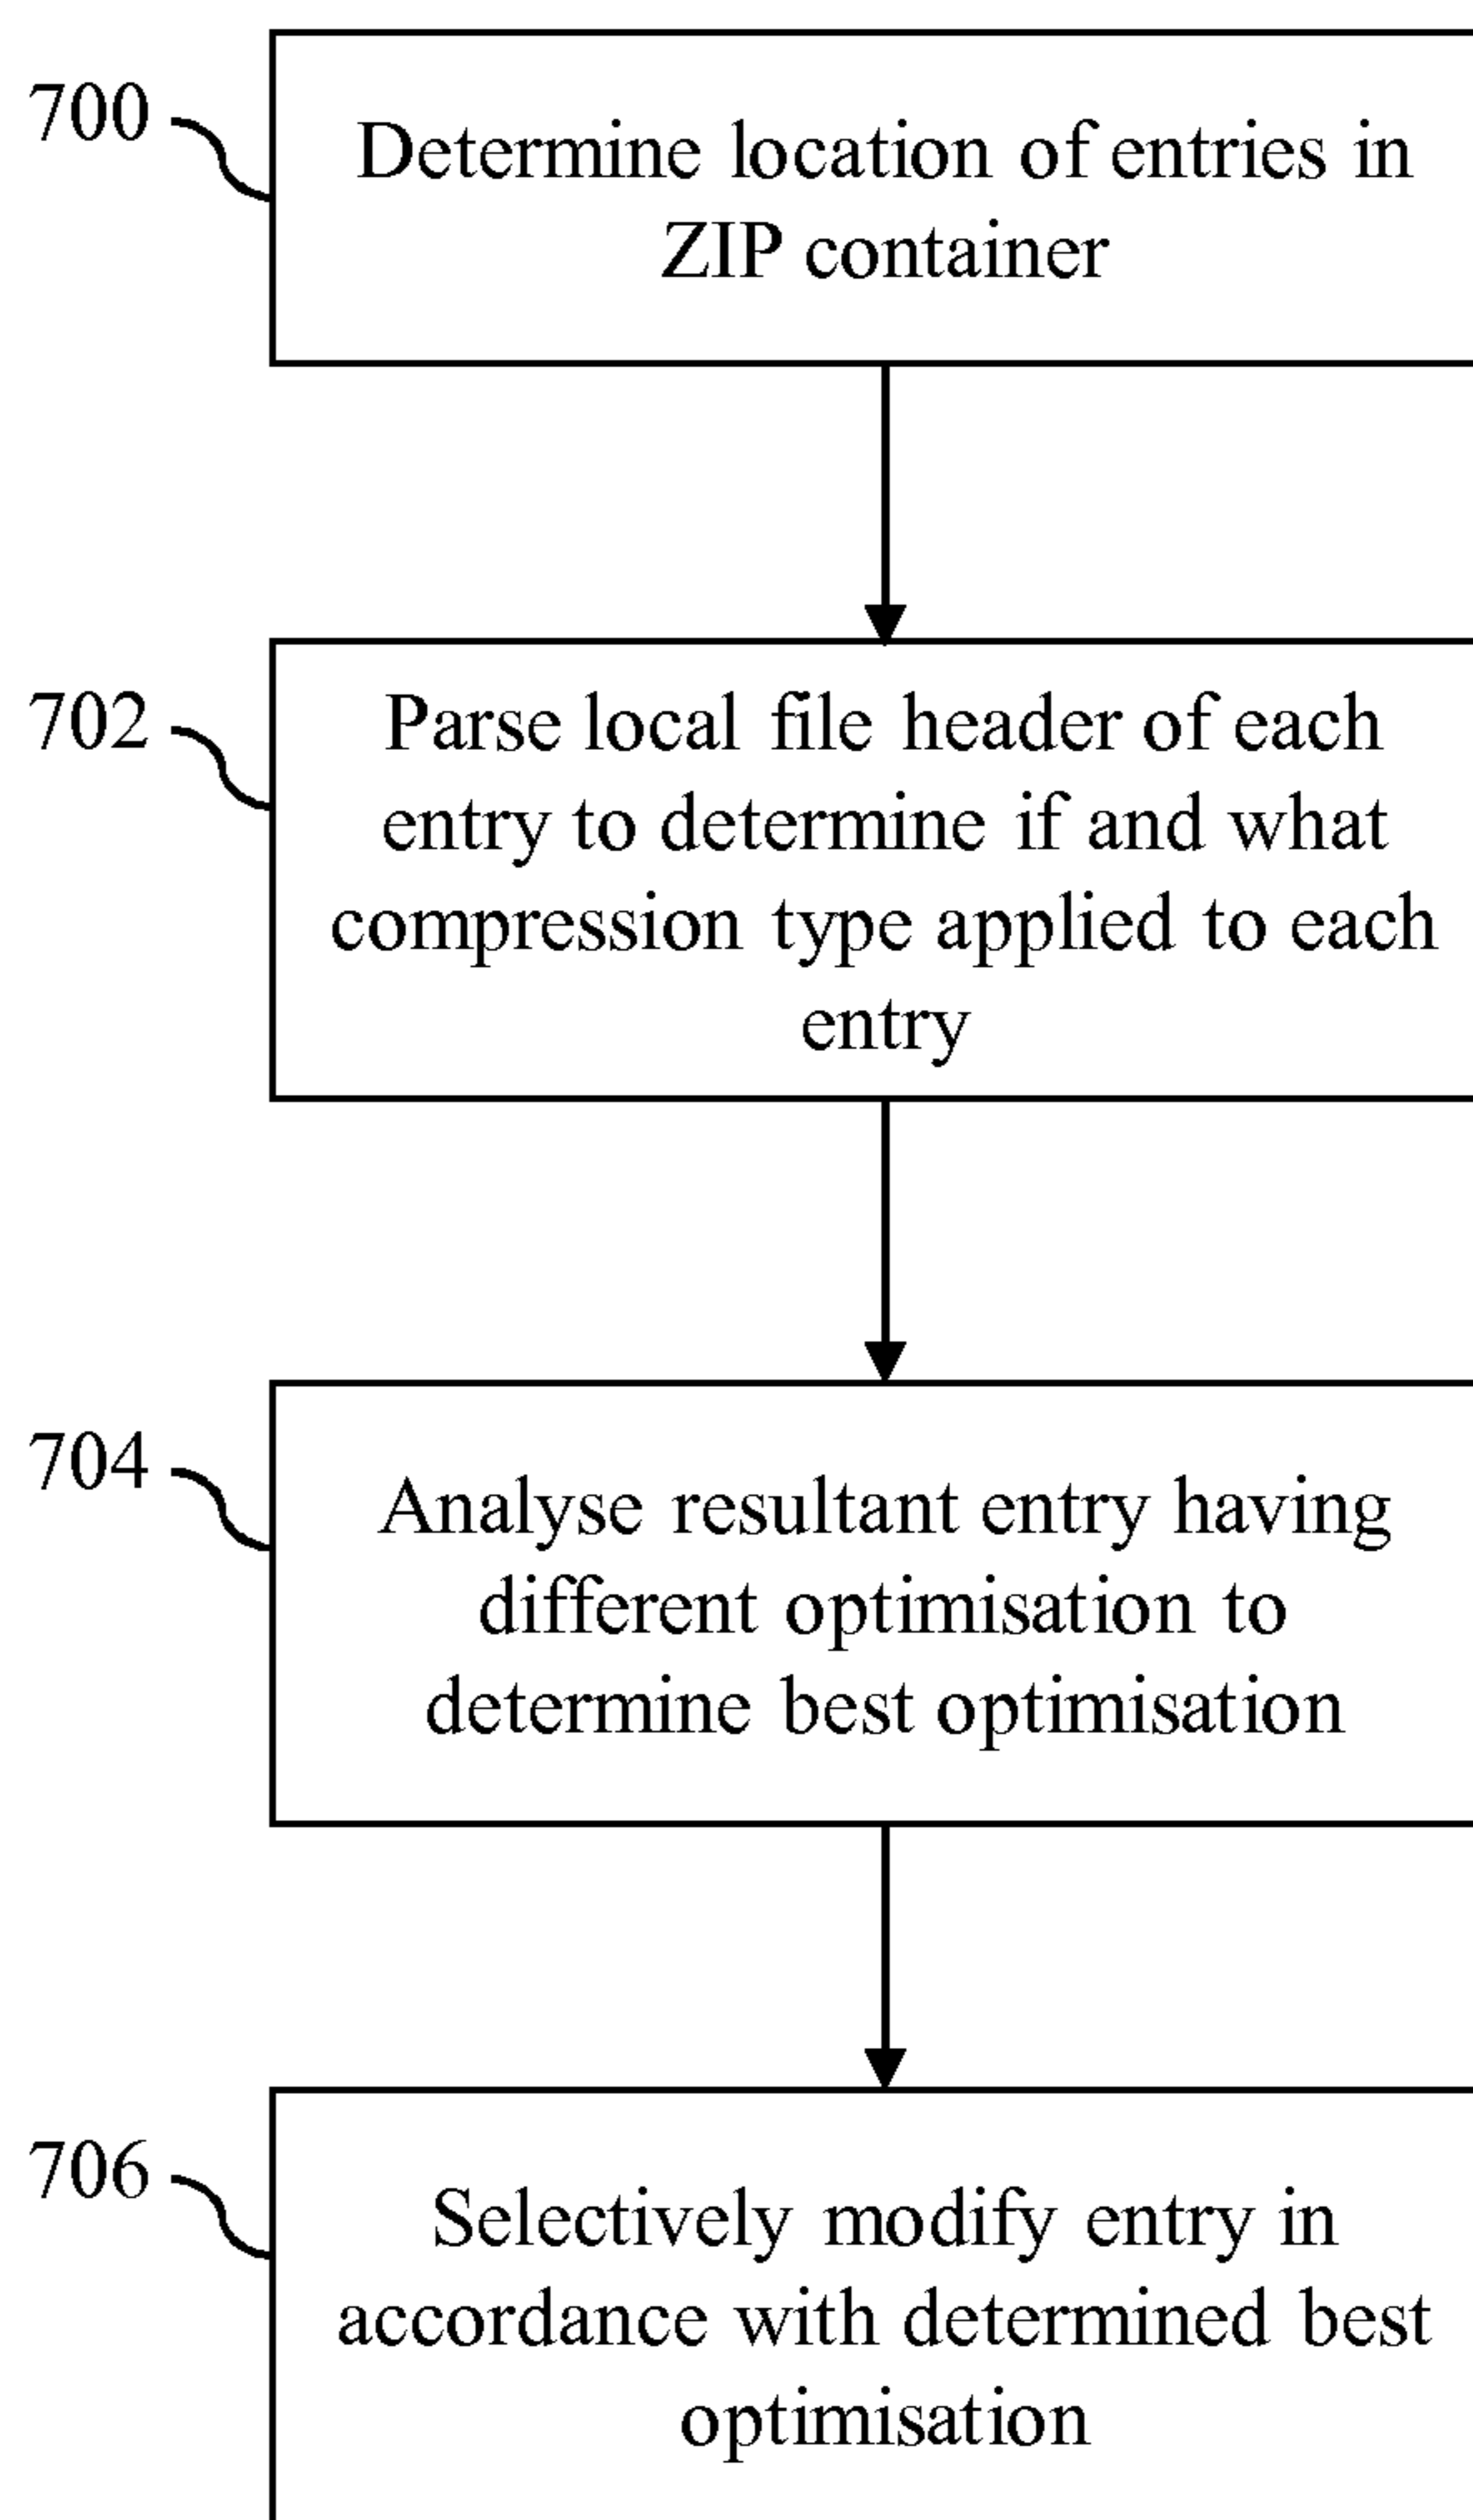 700
Determine location of entries in
ZIP container
702
Parse local file header of each
entry to determine if and what
compression type applied to each
entry
704
Analyse resultant entry having
different optimisation to
determine best optimisation
706
Selectively modify entry in
accordance with determined best
optimisation